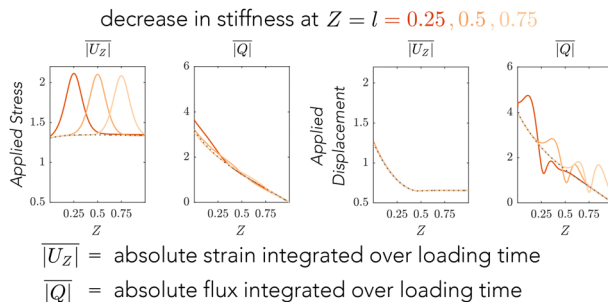 decrease in stiffness at Z = l = 0.25 , 0.5 , 0.75
|U_Z| |Q| |U_Z| |Q|
Applied Stress
2
1.5
1
0.5
0.25 0.5 0.75
Z
6
4
2
0
0.25 0.5 0.75
Z
Applied
Displacement
2
1.5
1
0.5
0.25 0.5 0.75
Z
6
4
2
0
0.25 0.5 0.75
Z
|U_Z| = absolute strain integrated over loading time
|Q| = absolute flux integrated over loading time